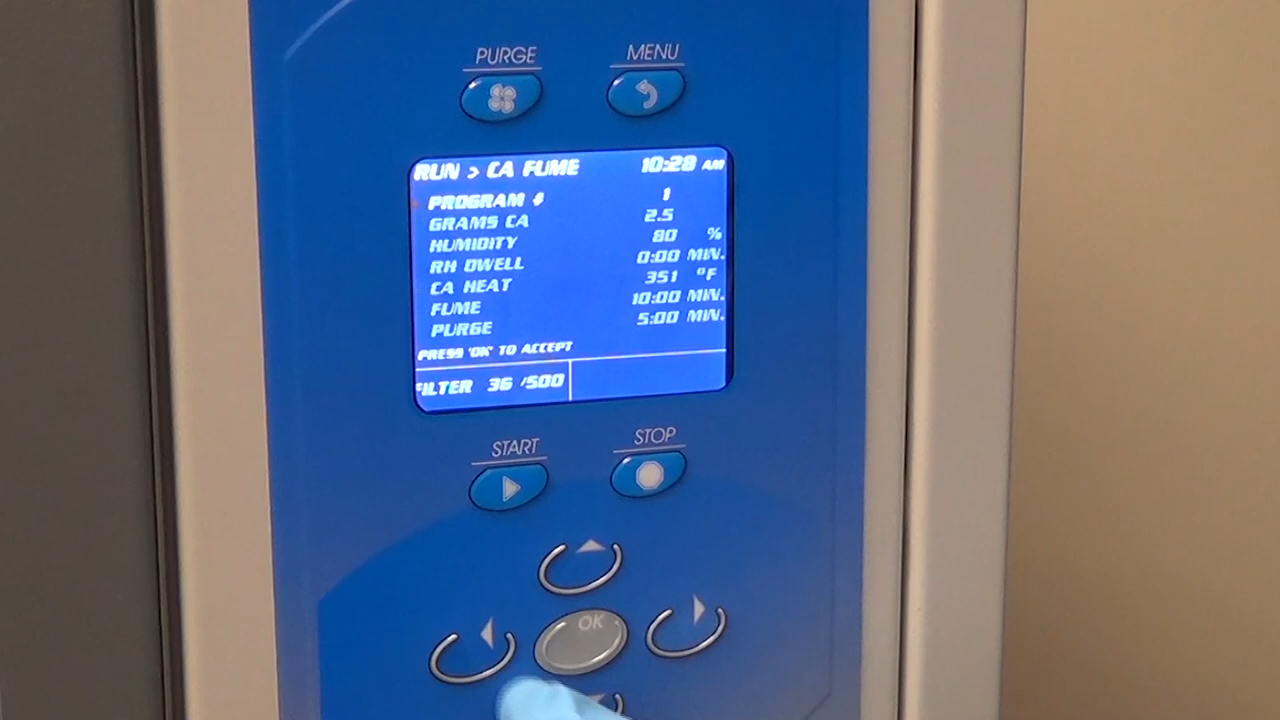 PURGE MENU
RUN > CA FUME 10:28 AM
PROGRAM 1
GRAMS CA 2.5
HUMIDITY 80 %
RH DWELL 0:00 MIN.
CA HEAT 351 °F
FUME 10:00 MIN.
PURGE 5:00 MIN.
PRESS 'OK' TO ACCEPT
FILTER 36 /500
START STOP
OK